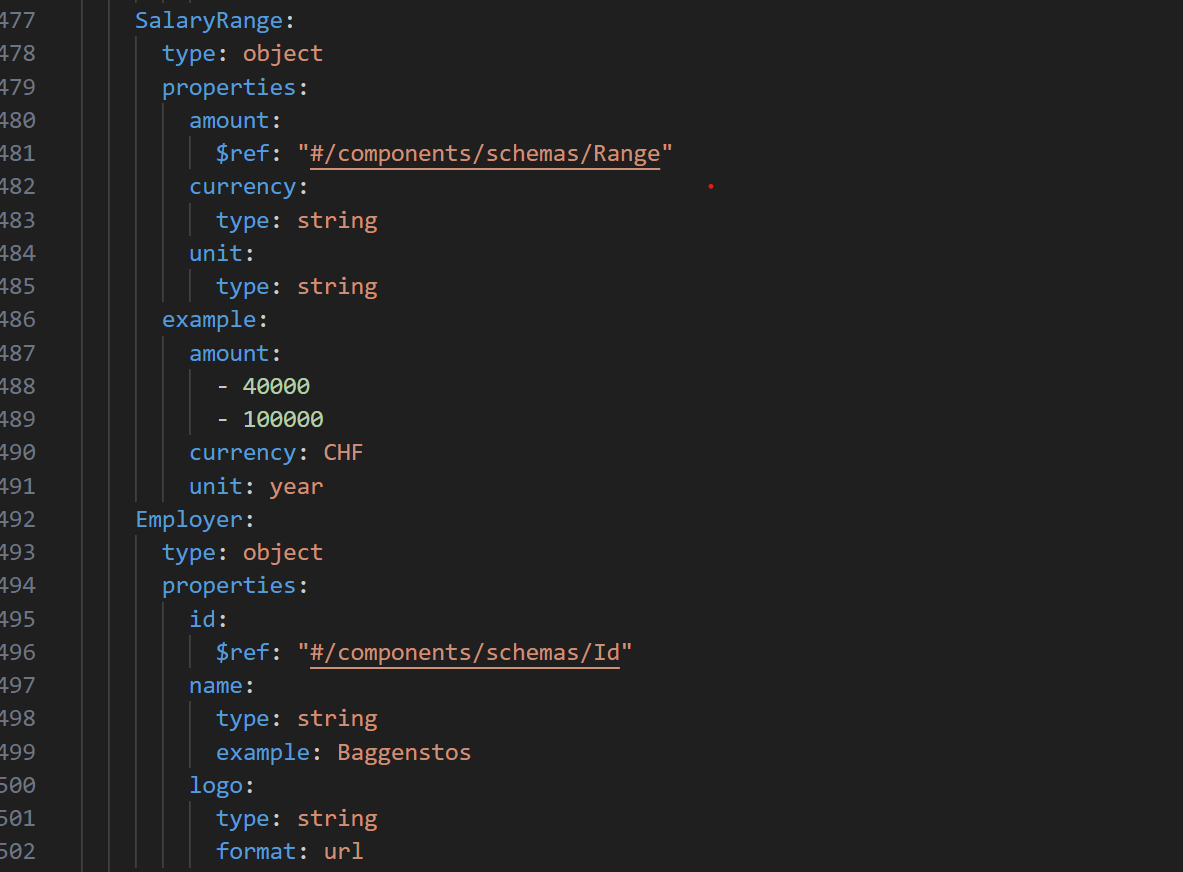 477 SalaryRange:
478 type: object
479 properties:
480 amount:
481 $ref: "#/components/schemas/Range"
482 currency:
483 type: string
484 unit:
485 type: string
486 example:
487 amount:
488 - 40000
489 - 100000
490 currency: CHF
491 unit: year
492 Employer:
493 type: object
494 properties:
495 id:
496 $ref: "#/components/schemas/Id"
497 name:
498 type: string
499 example: Baggenstos
500 logo:
501 type: string
502 format: url